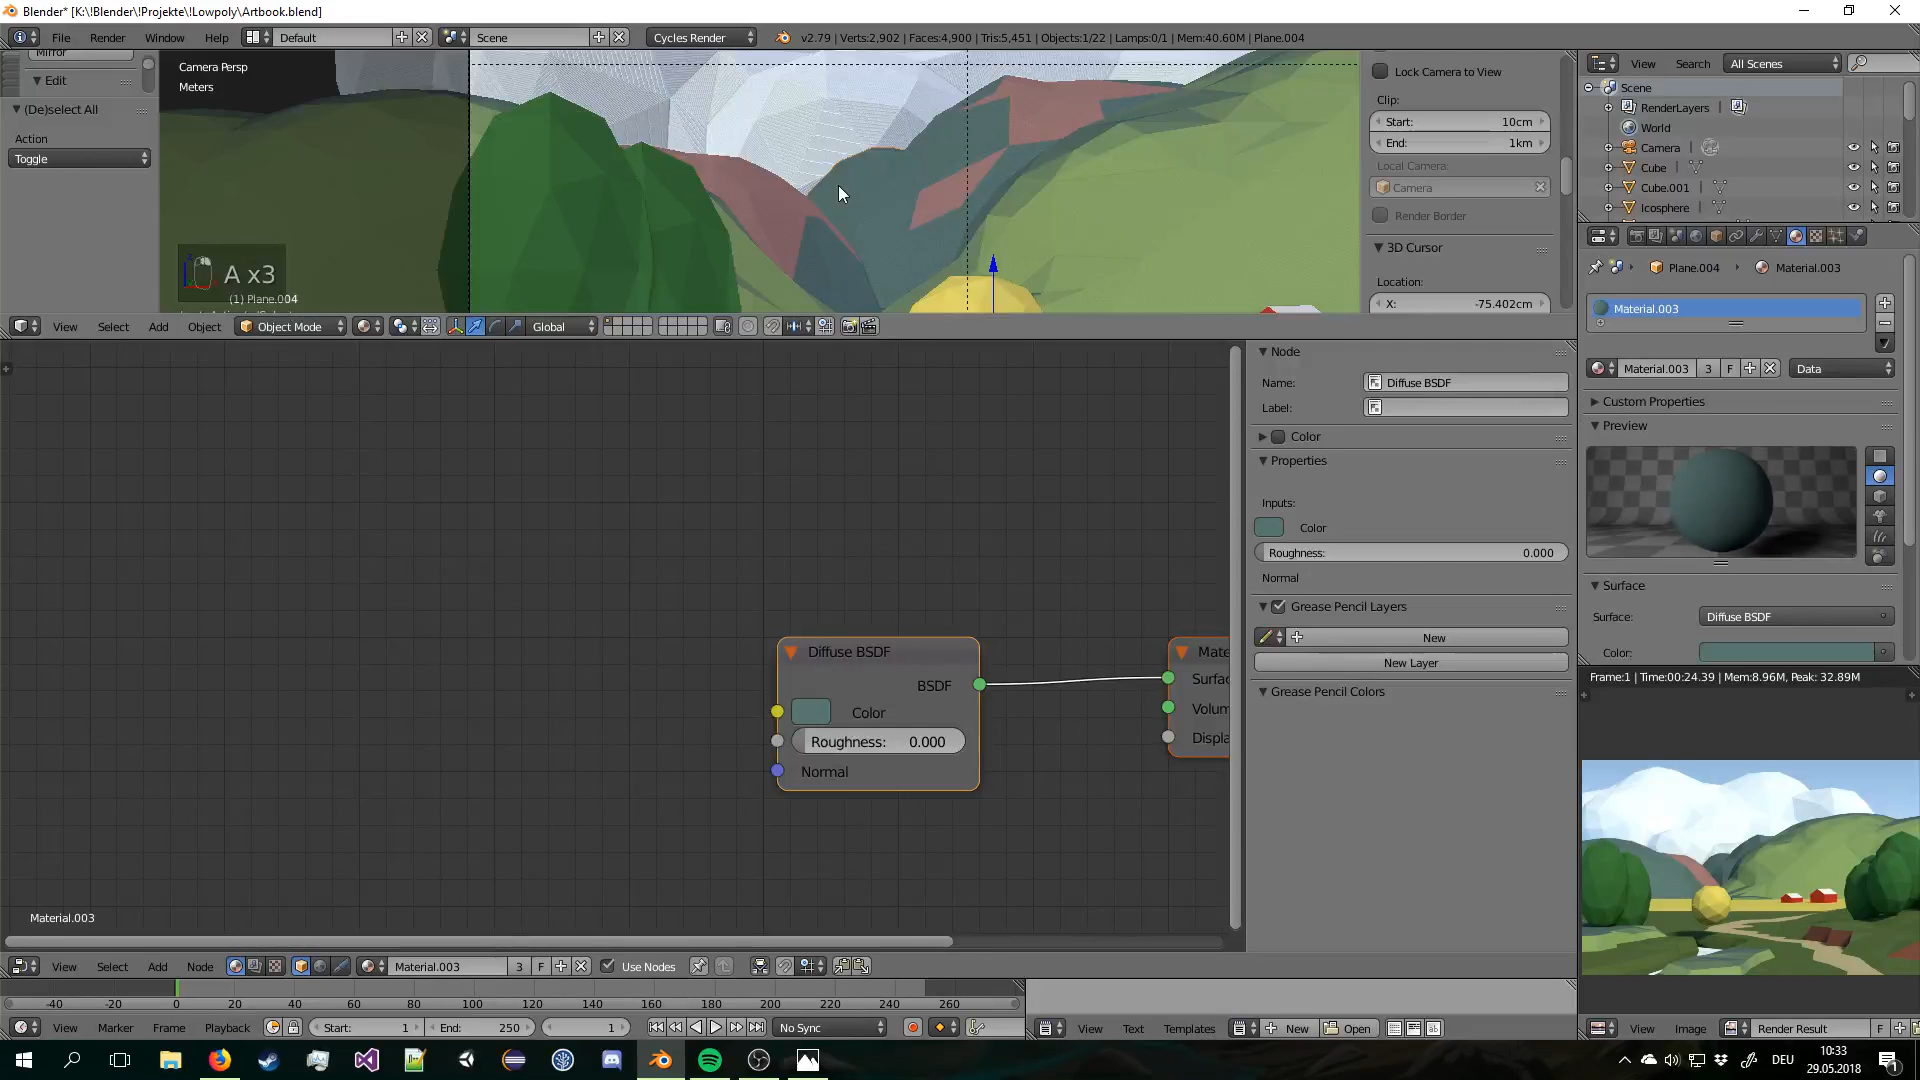 Blender* [K:\!Blender\!Projekte\!Lowpoly\Artbook.blend]
File Render Window Help Default Scene Cycles Render v2.79 | Verts:2,902 | Faces:4,900 | Tris:5,451 | Objects:1/22 | Lamps:0/1 | Mem:40.60M | Plane.004
Mirror
Edit
(De)select All
Action
Toggle
Camera Persp
Meters
A x3
(1) Plane.004
Lock Camera to View
Clip:
Start: 10cm
End: 1km
Local Camera:
Camera
Render Border
3D Cursor
Location:
X: -75.402cm
View Select Add Object Object Mode Global
View Search All Scenes
Scene
RenderLayers
World
Camera
Cube
Cube.001
Icosphere
Plane.004 Material.003
Material.003
Material.003 3 F Data
Custom Properties
Preview
Surface
Surface: Diffuse BSDF
Color:
Node
Name: Diffuse BSDF
Label:
Color
Properties
Inputs:
Color
Roughness: 0.000
Normal
Grease Pencil Layers
New
New Layer
Grease Pencil Colors
Diffuse BSDF
BSDF
Color
Roughness: 0.000
Normal
Mate
Surfac
Volum
Displa
Material.003
Frame:1 | Time:00:24.39 | Mem:8.96M, Peak: 32.89M
View Select Add Node Material.003 3 F Use Nodes
-40 -20 0 20 40 60 80 100 120 140 160 180 200 220 240 260
View Marker Frame Playback Start: 1 End: 250 1 No Sync
View Text Templates New Open
View Image Render Result F
DEU
10:33
29.05.2018
1